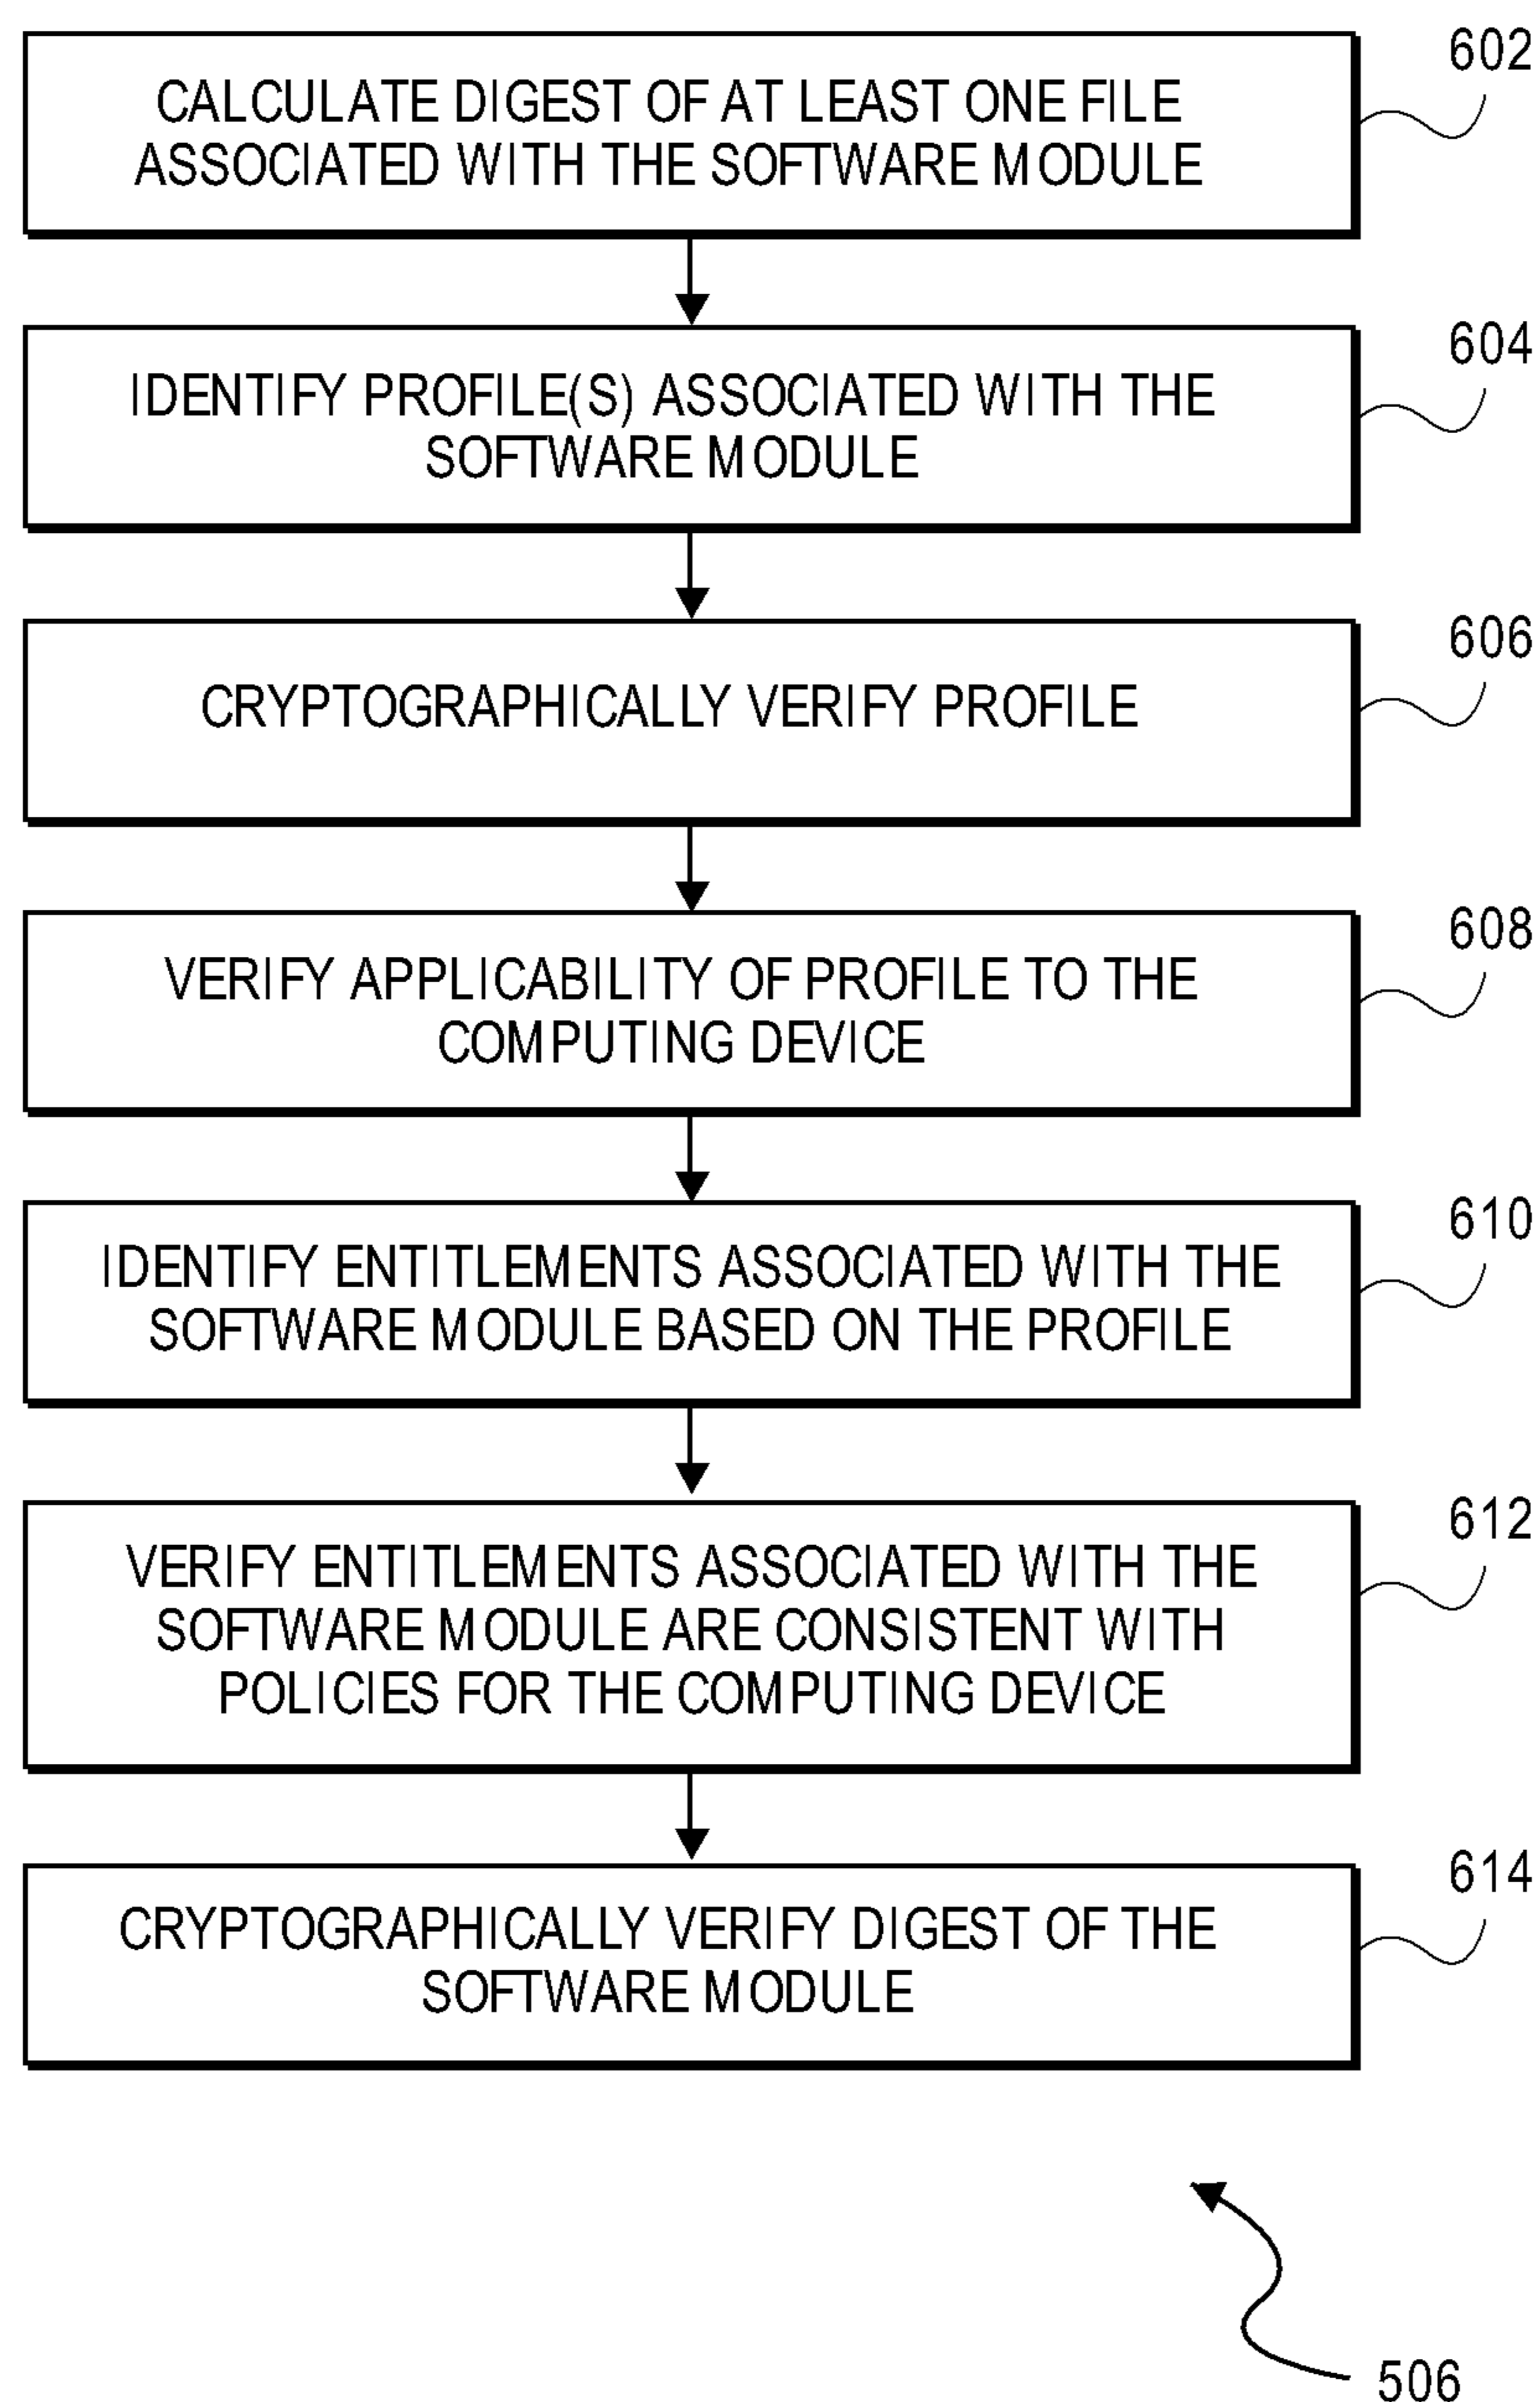 602
CALCULATE DIGEST OF AT LEAST ONE FILE
ASSOCIATED WITH THE SOFTWARE MODULE
604
IDENTIFY PROFILE(S) ASSOCIATED WITH THE
SOFTWARE MODULE
606
CRYPTOGRAPHICALLY VERIFY PROFILE
608
VERIFY APPLICABILITY OF PROFILE TO THE
COMPUTING DEVICE
610
IDENTIFY ENTITLEMENTS ASSOCIATED WITH THE
SOFTWARE MODULE BASED ON THE PROFILE
612
VERIFY ENTITLEMENTS ASSOCIATED WITH THE
SOFTWARE MODULE ARE CONSISTENT WITH
POLICIES FOR THE COMPUTING DEVICE
614
CRYPTOGRAPHICALLY VERIFY DIGEST OF THE
SOFTWARE MODULE
506